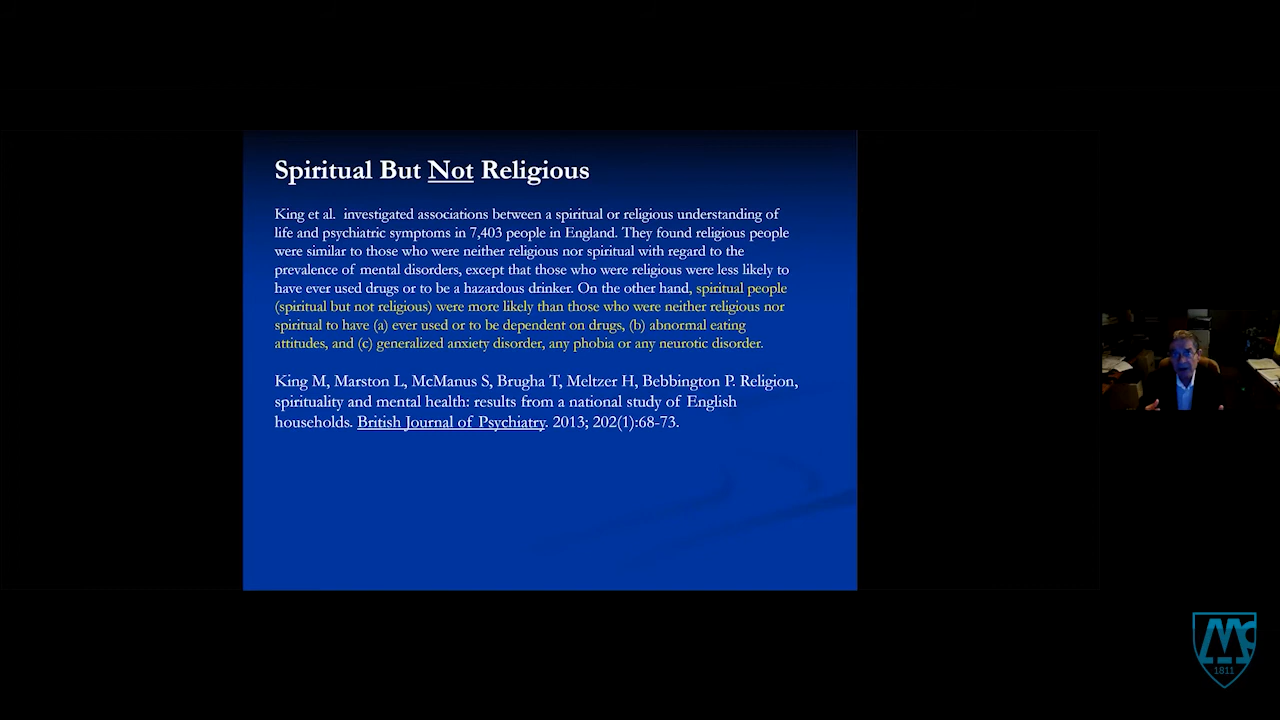 Spiritual But Not Religious
King et al. investigated associations between a spiritual or religious understanding of
life and psychiatric symptoms in 7,403 people in England. They found religious people
were similar to those who were neither religious nor spiritual with regard to the
prevalence of mental disorders, except that those who were religious were less likely to
have ever used drugs or to be a hazardous drinker. On the other hand, spiritual people
(spiritual but not religious) were more likely than those who were neither religious nor
spiritual to have (a) ever used or to be dependent on drugs, (b) abnormal eating
attitudes, and (c) generalized anxiety disorder, any phobia or any neurotic disorder.
King M, Marston L, McManus S, Brugha T, Meltzer H, Bebbington P. Religion,
spirituality and mental health: results from a national study of English
households. British Journal of Psychiatry. 2013; 202(1):68-73.
Mc
1811